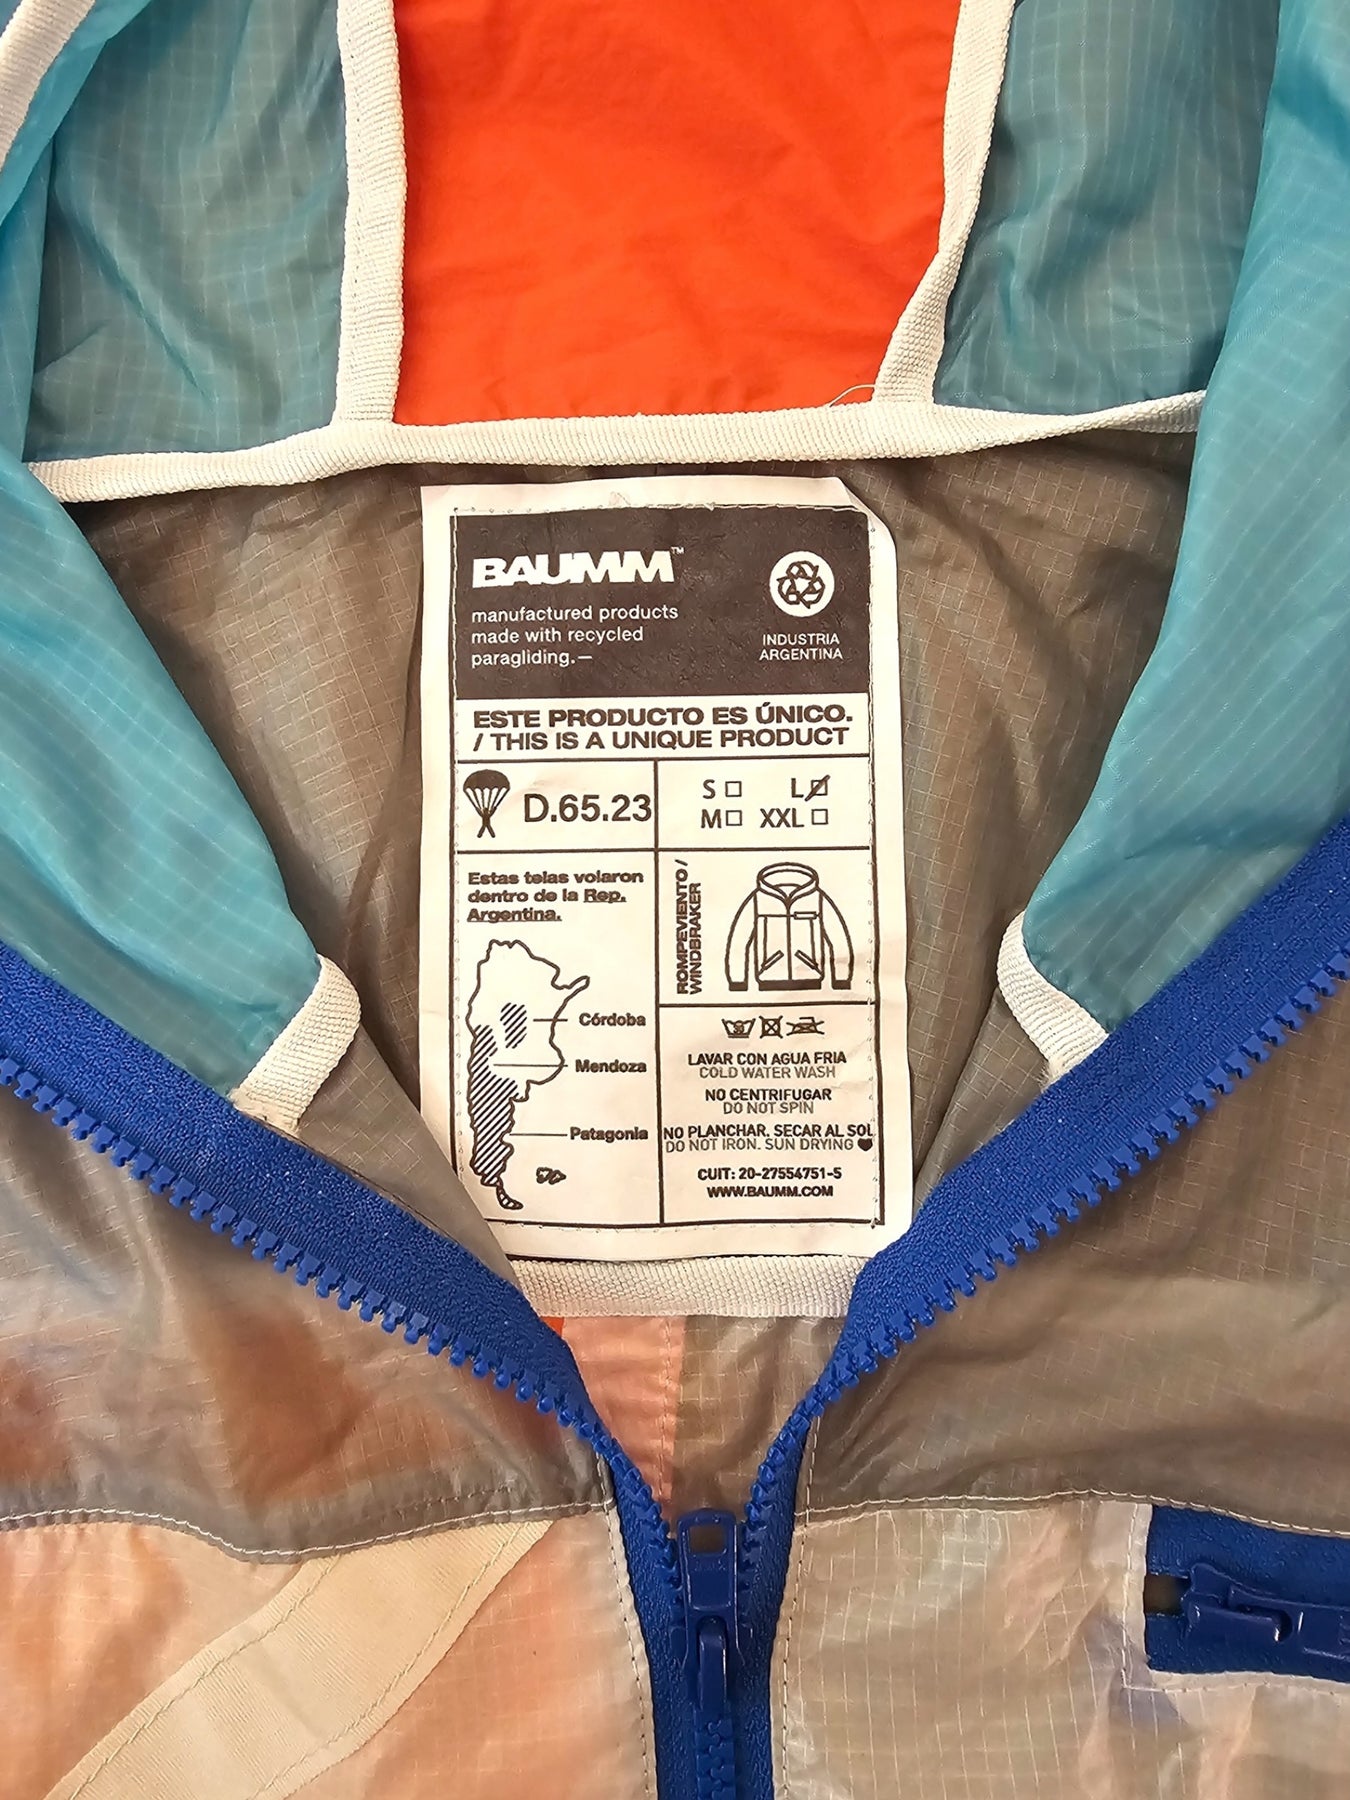 BAUMM™
manufactured products
made with recycled
paragliding.—
INDUSTRIA
ARGENTINA
ESTE PRODUCTO ES ÚNICO.
/ THIS IS A UNIQUE PRODUCT
D.65.23
S L
M XXL
Estas telas volaron
dentro de la Rep.
Argentina.
Córdoba
Mendoza
Patagonia
ROMPEVIENTO /
WINDBREAKER
LAVAR CON AGUA FRIA
COLD WATER WASH
NO CENTRIFUGAR
DO NOT SPIN
NO PLANCHAR. SECAR AL SOL
DO NOT IRON. SUN DRYING
CUIT: 20-27554751-5
WWW.BAUMM.COM